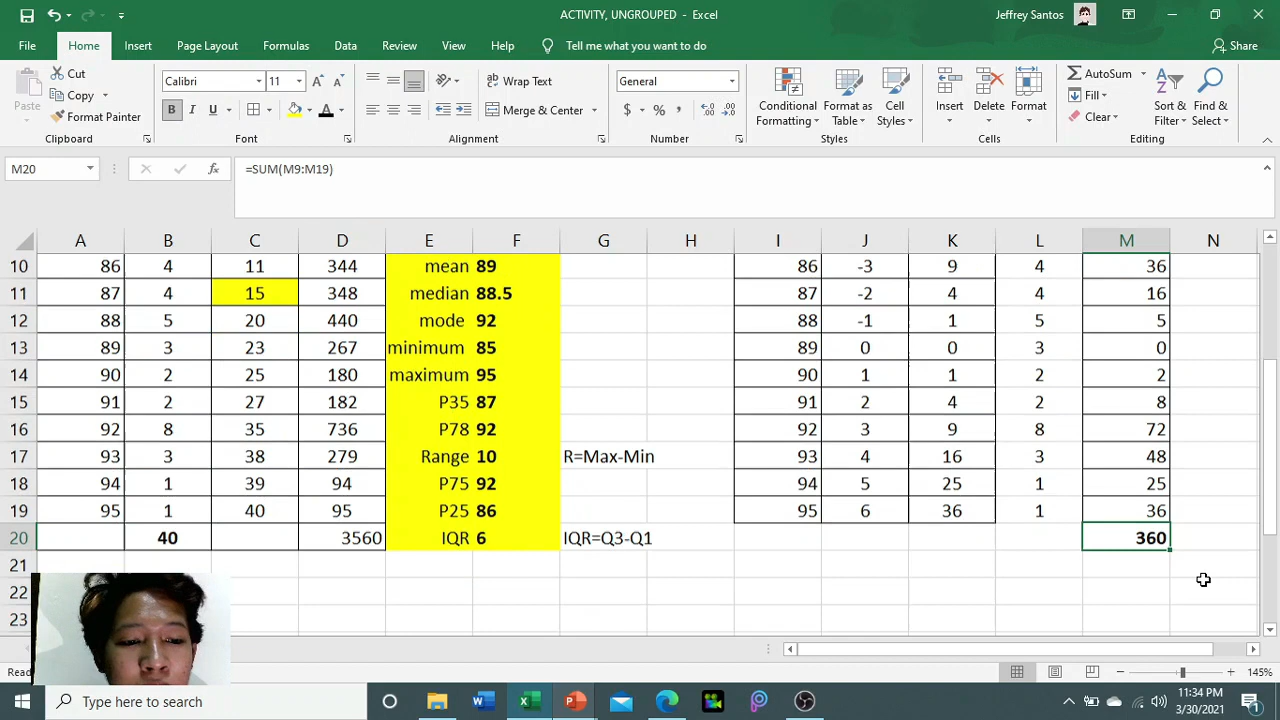 ACTIVITY, UNGROUPED - Excel
Jeffrey Santos
File Home Insert Page Layout Formulas Data Review View Help Tell me what you want to do Share
Paste
Cut
Copy
Format Painter
Clipboard
Calibri 11
B I U
Font
Wrap Text
Merge & Center
Alignment
General
$ % ,
Number
Conditional Formatting
Format as Table
Cell Styles
Styles
Insert
Delete
Format
Cells
AutoSum
Fill
Clear
Sort & Filter
Find & Select
Editing
M20 fx =SUM(M9:M19)
A B C D E F G H I J K L M N
10 86 4 11 344 mean 89 86 -3 9 4 36
11 87 4 15 348 median 88.5 87 -2 4 4 16
12 88 5 20 440 mode 92 88 -1 1 5 5
13 89 3 23 267 minimum 85 89 0 0 3 0
14 90 2 25 180 maximum 95 90 1 1 2 2
15 91 2 27 182 P35 87 91 2 4 2 8
16 92 8 35 736 P78 92 92 3 9 8 72
17 93 3 38 279 Range 10 R=Max-Min 93 4 16 3 48
18 94 1 39 94 P75 92 94 5 25 1 25
19 95 1 40 95 P25 86 95 6 36 1 36
20 40 3560 IQR 6 IQR=Q3-Q1 360
21
22
23
145%
Type here to search
11:34 PM
3/30/2021